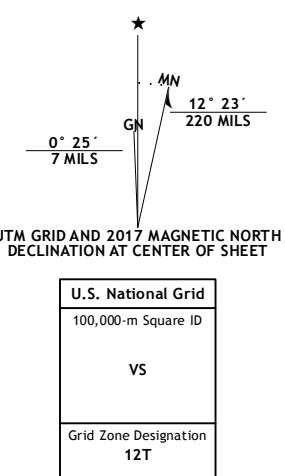 ★
MN
GN
12° 23´
220 MILS
0° 25´
7 MILS
UTM GRID AND 2017 MAGNETIC NORTH
DECLINATION AT CENTER OF SHEET
U.S. National Grid
100,000-m Square ID
VS
Grid Zone Designation
12T